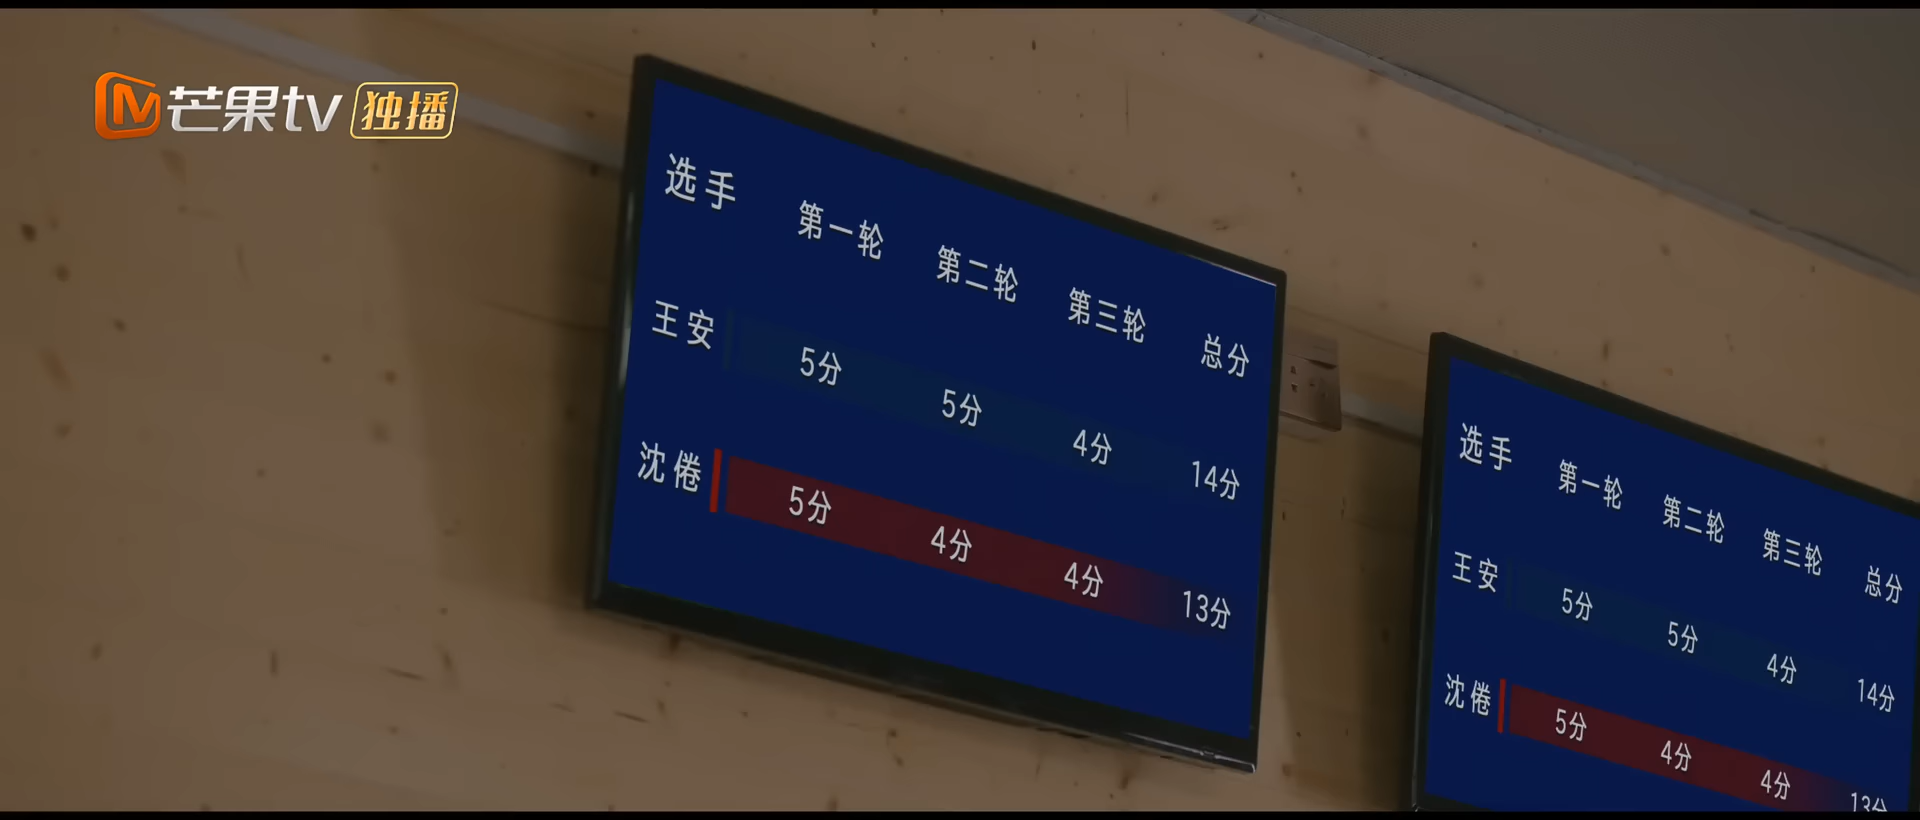 芒果tv 独播
选手 第一轮 第二轮 第三轮 总分
王安 5分 5分 4分 14分
沈倦 5分 4分 4分 13分
选手 第一轮 第二轮 第三轮 总分
王安 5分 5分 4分 14分
沈倦 5分 4分 4分 13分